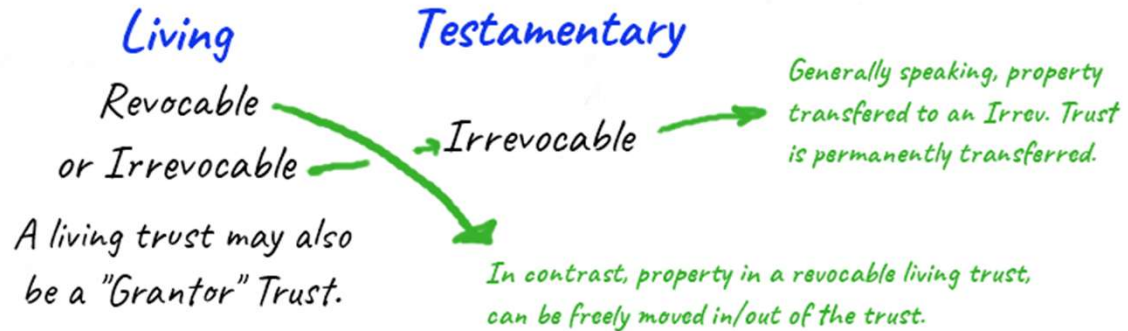 Living
Testamentary
Revocable
or Irrevocable
A living trust may also
be a "Grantor" Trust.
Irrevocable
Generally speaking, property
transfered to an Irrev. Trust
is permanently transferred.
In contrast, property in a revocable living trust,
can be freely moved in/out of the trust.